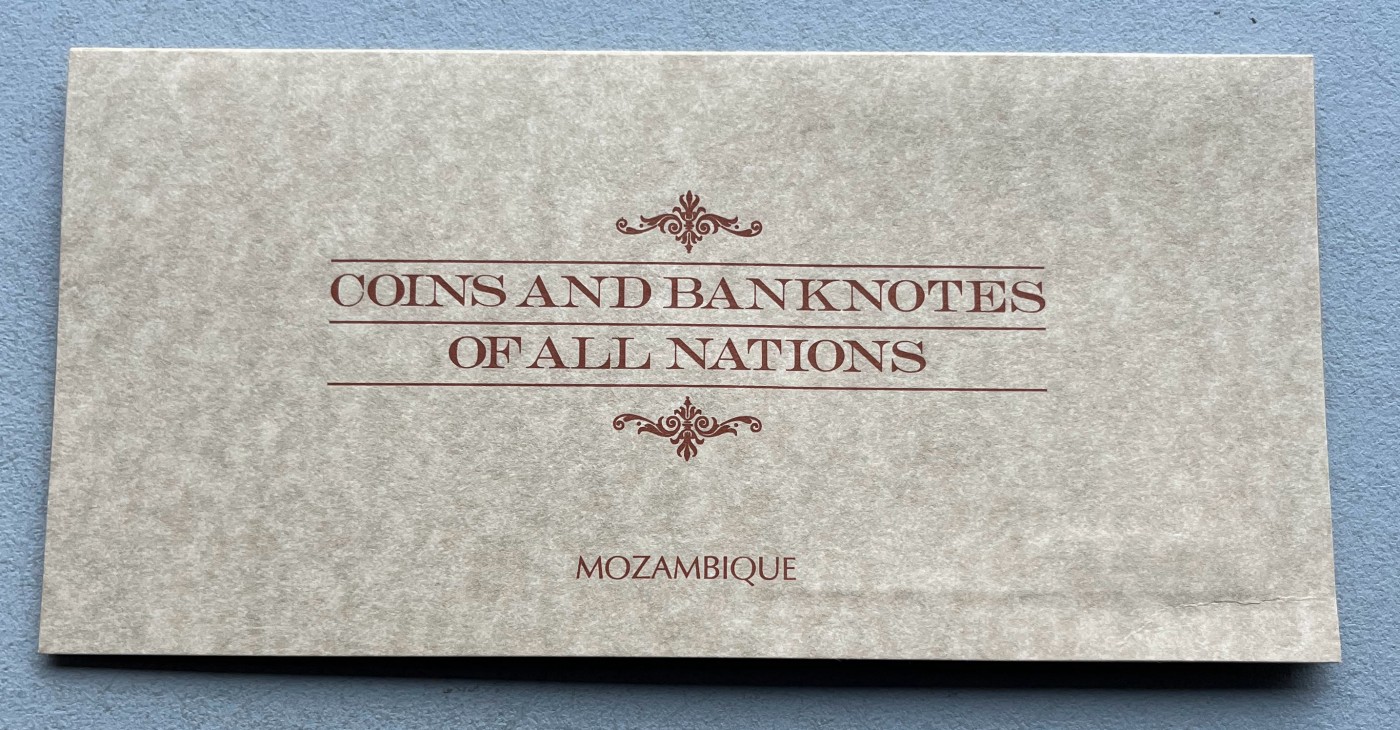 COINS AND BANKNOTES
OF ALL NATIONS
MOZAMBIQUE